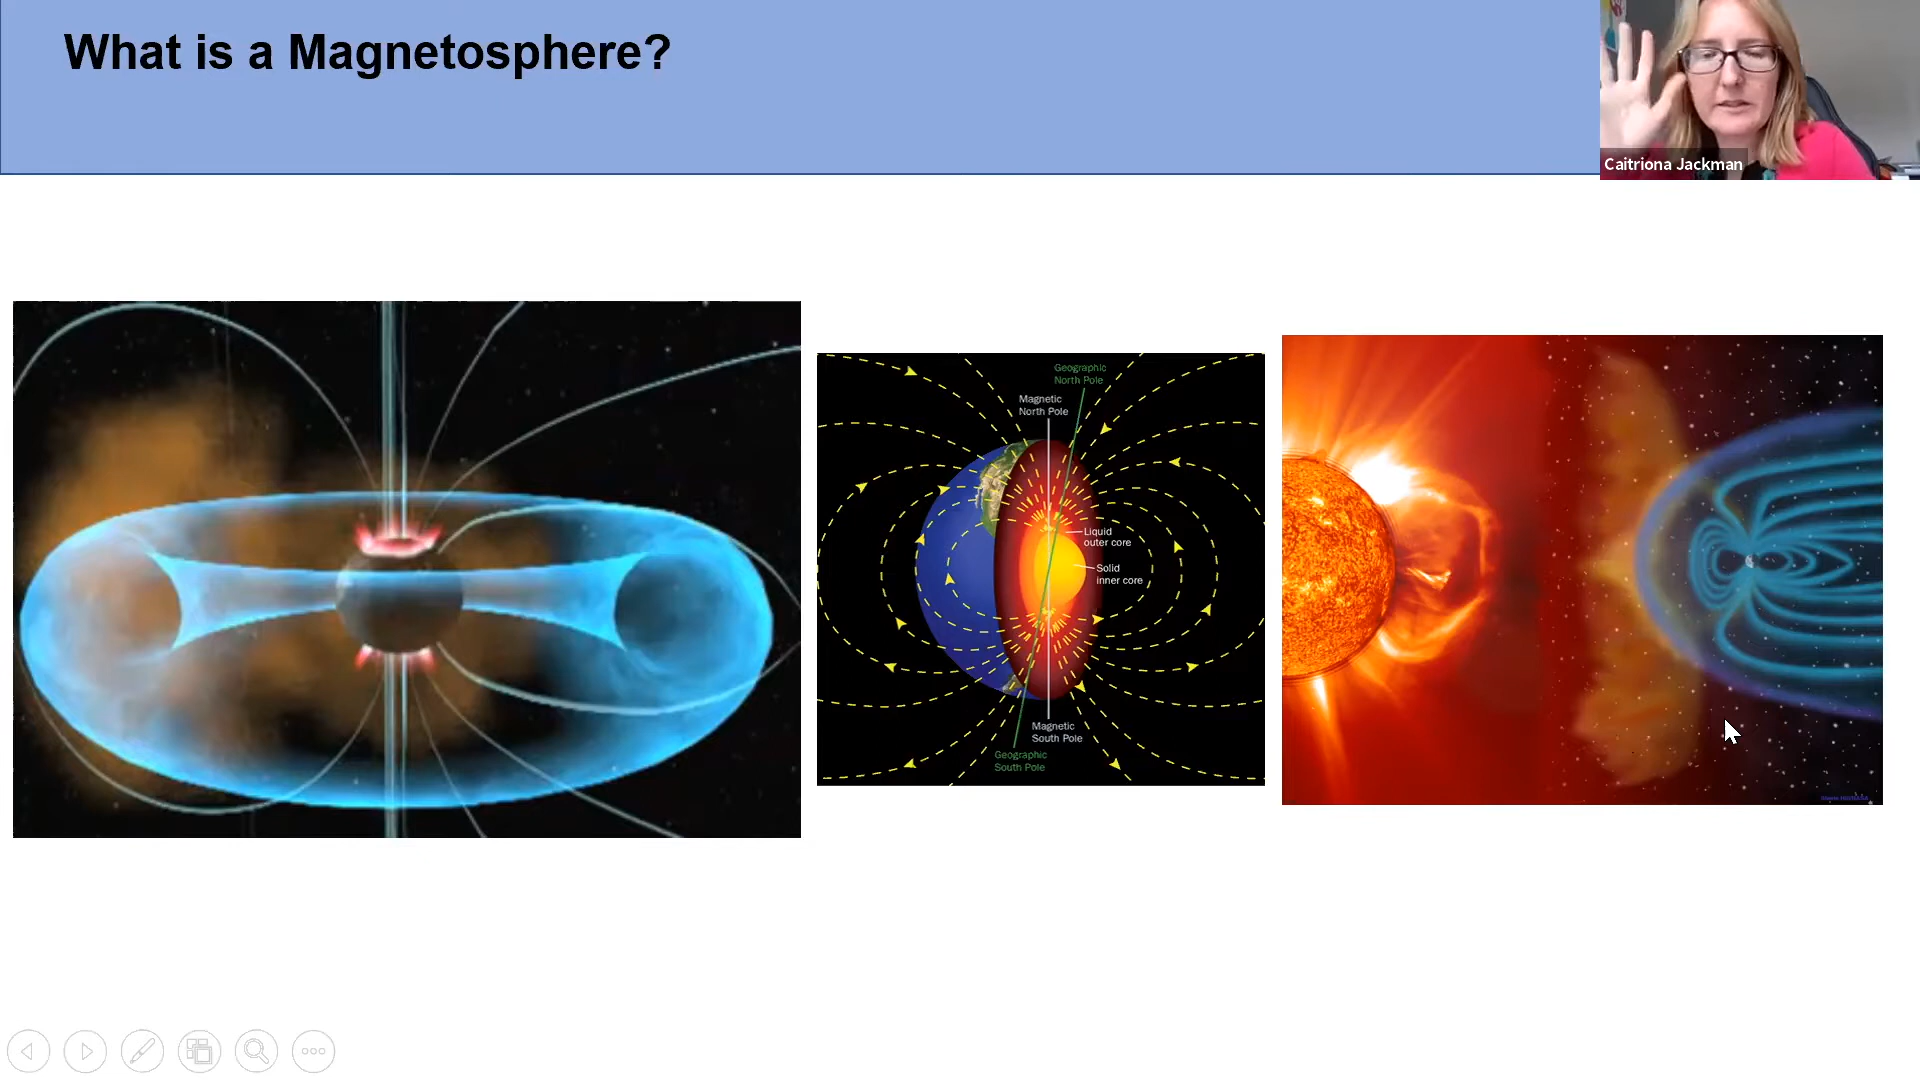 What is a Magnetosphere?
Caitriona Jackman
Geographic
North Pole
Magnetic
North Pole
Liquid
outer core
Solid
inner core
Magnetic
South Pole
Geographic
South Pole